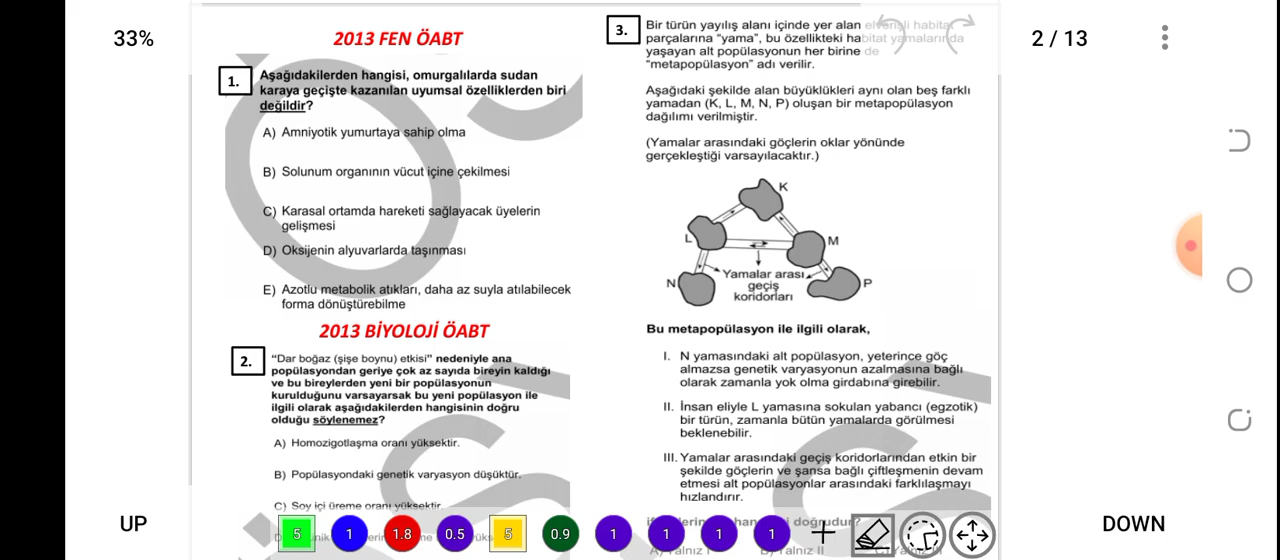 33%
2 / 13
2013 FEN ÖABT
1. Aşağıdakilerden hangisi, omurgalılarda sudan
karaya geçişte kazanılan uyumsal özelliklerden biri
değildir?
A) Amniyotik yumurtaya sahip olma
B) Solunum organının vücut içine çekilmesi
C) Karasal ortamda hareketi sağlayacak üyelerin
gelişmesi
D) Oksijenin alyuvarlarda taşınması
E) Azotlu metabolik atıkları, daha az suyla atılabilecek
forma dönüştürebilme
2013 BİYOLOJİ ÖABT
2. "Dar boğaz (şişe boynu) etkisi" nedeniyle ana
popülasyondan geriye çok az sayıda bireyin kaldığı
ve bu bireylerden yeni bir popülasyonun
kurulduğunu varsayarsak bu yeni popülasyon ile
ilgili olarak aşağıdakilerden hangisinin doğru
olduğu söylenemez?
A) Homozigotlaşma oranı yüksektir.
B) Popülasyondaki genetik varyasyon düşüktür.
C) Soy içi üreme oranı yüksektir.
3. Bir türün yayılış alanı içinde yer alan elverişli habitat
parçalarına "yama", bu özellikteki habitat yamalarında
yaşayan alt popülasyonun her birine de
"metapopülasyon" adı verilir.
Aşağıdaki şekilde alan büyüklükleri aynı olan beş farklı
yamadan (K, L, M, N, P) oluşan bir metapopülasyon
dağılımı verilmiştir.
(Yamalar arasındaki göçlerin oklar yönünde
gerçekleştiği varsayılacaktır.)
K
L
M
N
P
Yamalar arası
geçiş
koridorları
Bu metapopülasyon ile ilgili olarak,
I. N yamasındaki alt popülasyon, yeterince göç
almazsa genetik varyasyonun azalmasına bağlı
olarak zamanla yok olma girdabına girebilir.
II. İnsan eliyle L yamasına sokulan yabancı (egzotik)
bir türün, zamanla bütün yamalarda görülmesi
beklenebilir.
III. Yamalar arasındaki geçiş koridorlarından etkin bir
şekilde göçlerin ve şansa bağlı çiftleşmenin devam
etmesi alt popülasyonlar arasındaki farklılaşmayı
hızlandırır.
doğrudur?
A) Yalnız I B) Yalnız II C) Yalnız III
UP
5 1 1.8 0.5 5 0.9 1 1 1 1
DOWN